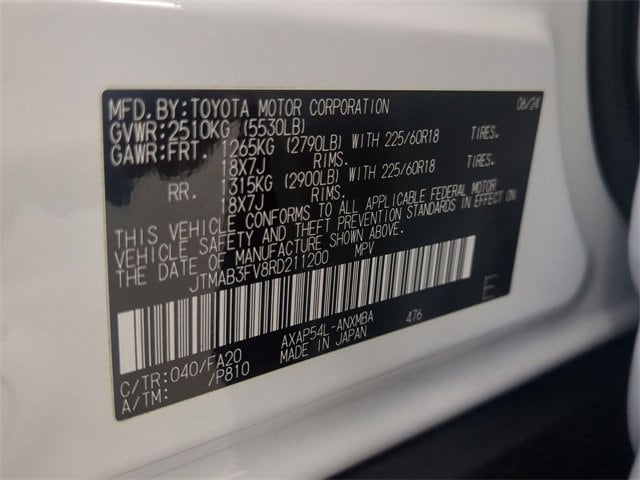 MFD. BY: TOYOTA MOTOR CORPORATION 06/24
GVWR: 2510KG (5530LB)
GAWR: FRT. 1265KG (2790LB) WITH 225/60R18 TIRES.
18X7J RIMS.
RR. 1315KG (2900LB) WITH 225/60R18 TIRES.
18X7J RIMS.
THIS VEHICLE CONFORMS TO ALL APPLICABLE FEDERAL MOTOR
VEHICLE SAFETY AND THEFT PREVENTION STANDARDS IN EFFECT ON
THE DATE OF MANUFACTURE SHOWN ABOVE.
JTMAB3FV8RD211200 MPV
E
C/TR: 040/FA20 AXAP54L-ANXMBA 476
A/TM: /P810 MADE IN JAPAN